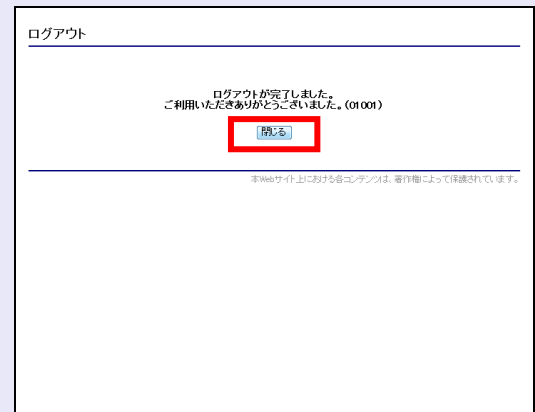 ログアウト
ログアウトが完了しました。
ご利用いただきありがとうございました。(01001)
閉じる
本Webサイト上における各コンテンツは、著作権によって保護されています。